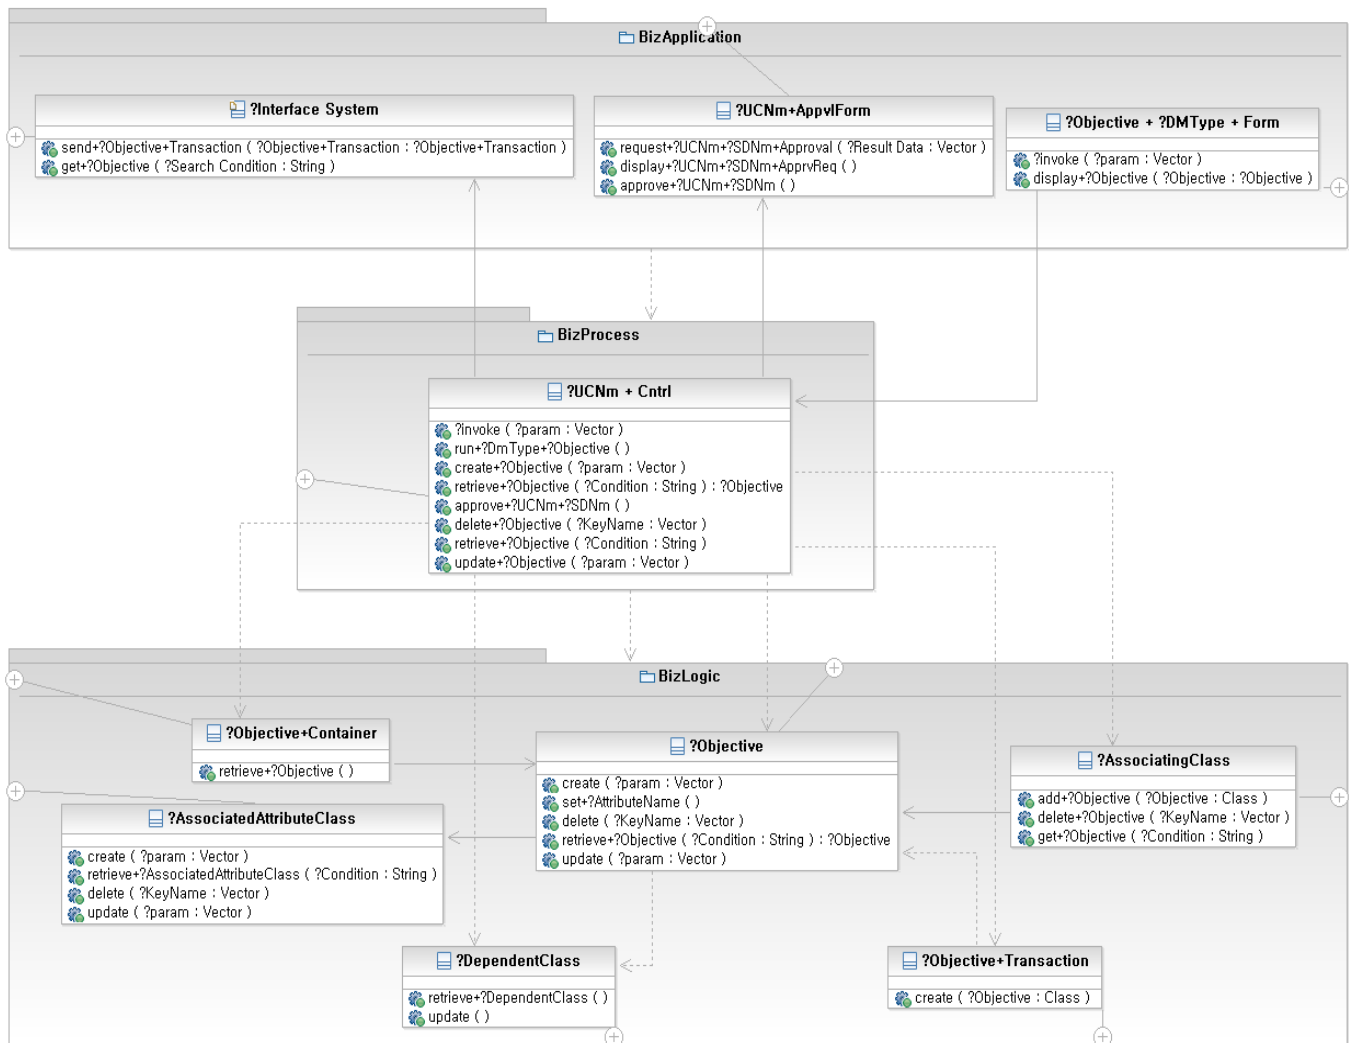 BizApplication
?Interface System
send+?Objective+Transaction ( ?Objective+Transaction : ?Objective+Transaction )
get+?Objective ( ?Search Condition : String )
?UCNm+ApprvlForm
request+?UCNm+?SDNm+Approval ( ?Result Data : Vector )
display+?UCNm+?SDNm+ApprvReq ( )
approve+?UCNm+?SDNm ( )
?Objective + ?DMType + Form
?invoke ( ?param : Vector )
display+?Objective ( ?Objective : ?Objective )
BizProcess
?UCNm + Cntrl
?invoke ( ?param : Vector )
run+?DmType+?Objective ( )
create+?Objective ( ?param : Vector )
retrieve+?Objective ( ?Condition : String ) : ?Objective
approve+?UCNm+?SDNm ( )
delete+?Objective ( ?KeyName : Vector )
retrieve+?Objective ( ?Condition : String )
update+?Objective ( ?param : Vector )
BizLogic
?Objective+Container
retrieve+?Objective ( )
?Objective
create ( ?param : Vector )
set+?AttributeName ( )
delete ( ?KeyName : Vector )
retrieve+?Objective ( ?Condition : String ) : ?Objective
update ( ?param : Vector )
?AssociatingClass
add+?Objective ( ?Objective : Class )
delete+?Objective ( ?KeyName : Vector )
get+?Objective ( ?Condition : String )
?AssociatedAttributeClass
create ( ?param : Vector )
retrieve+?AssociatedAttributeClass ( ?Condition : String )
delete ( ?KeyName : Vector )
update ( ?param : Vector )
?DependentClass
retrieve+?DependentClass ( )
update ( )
?Objective+Transaction
create ( ?Objective : Class )